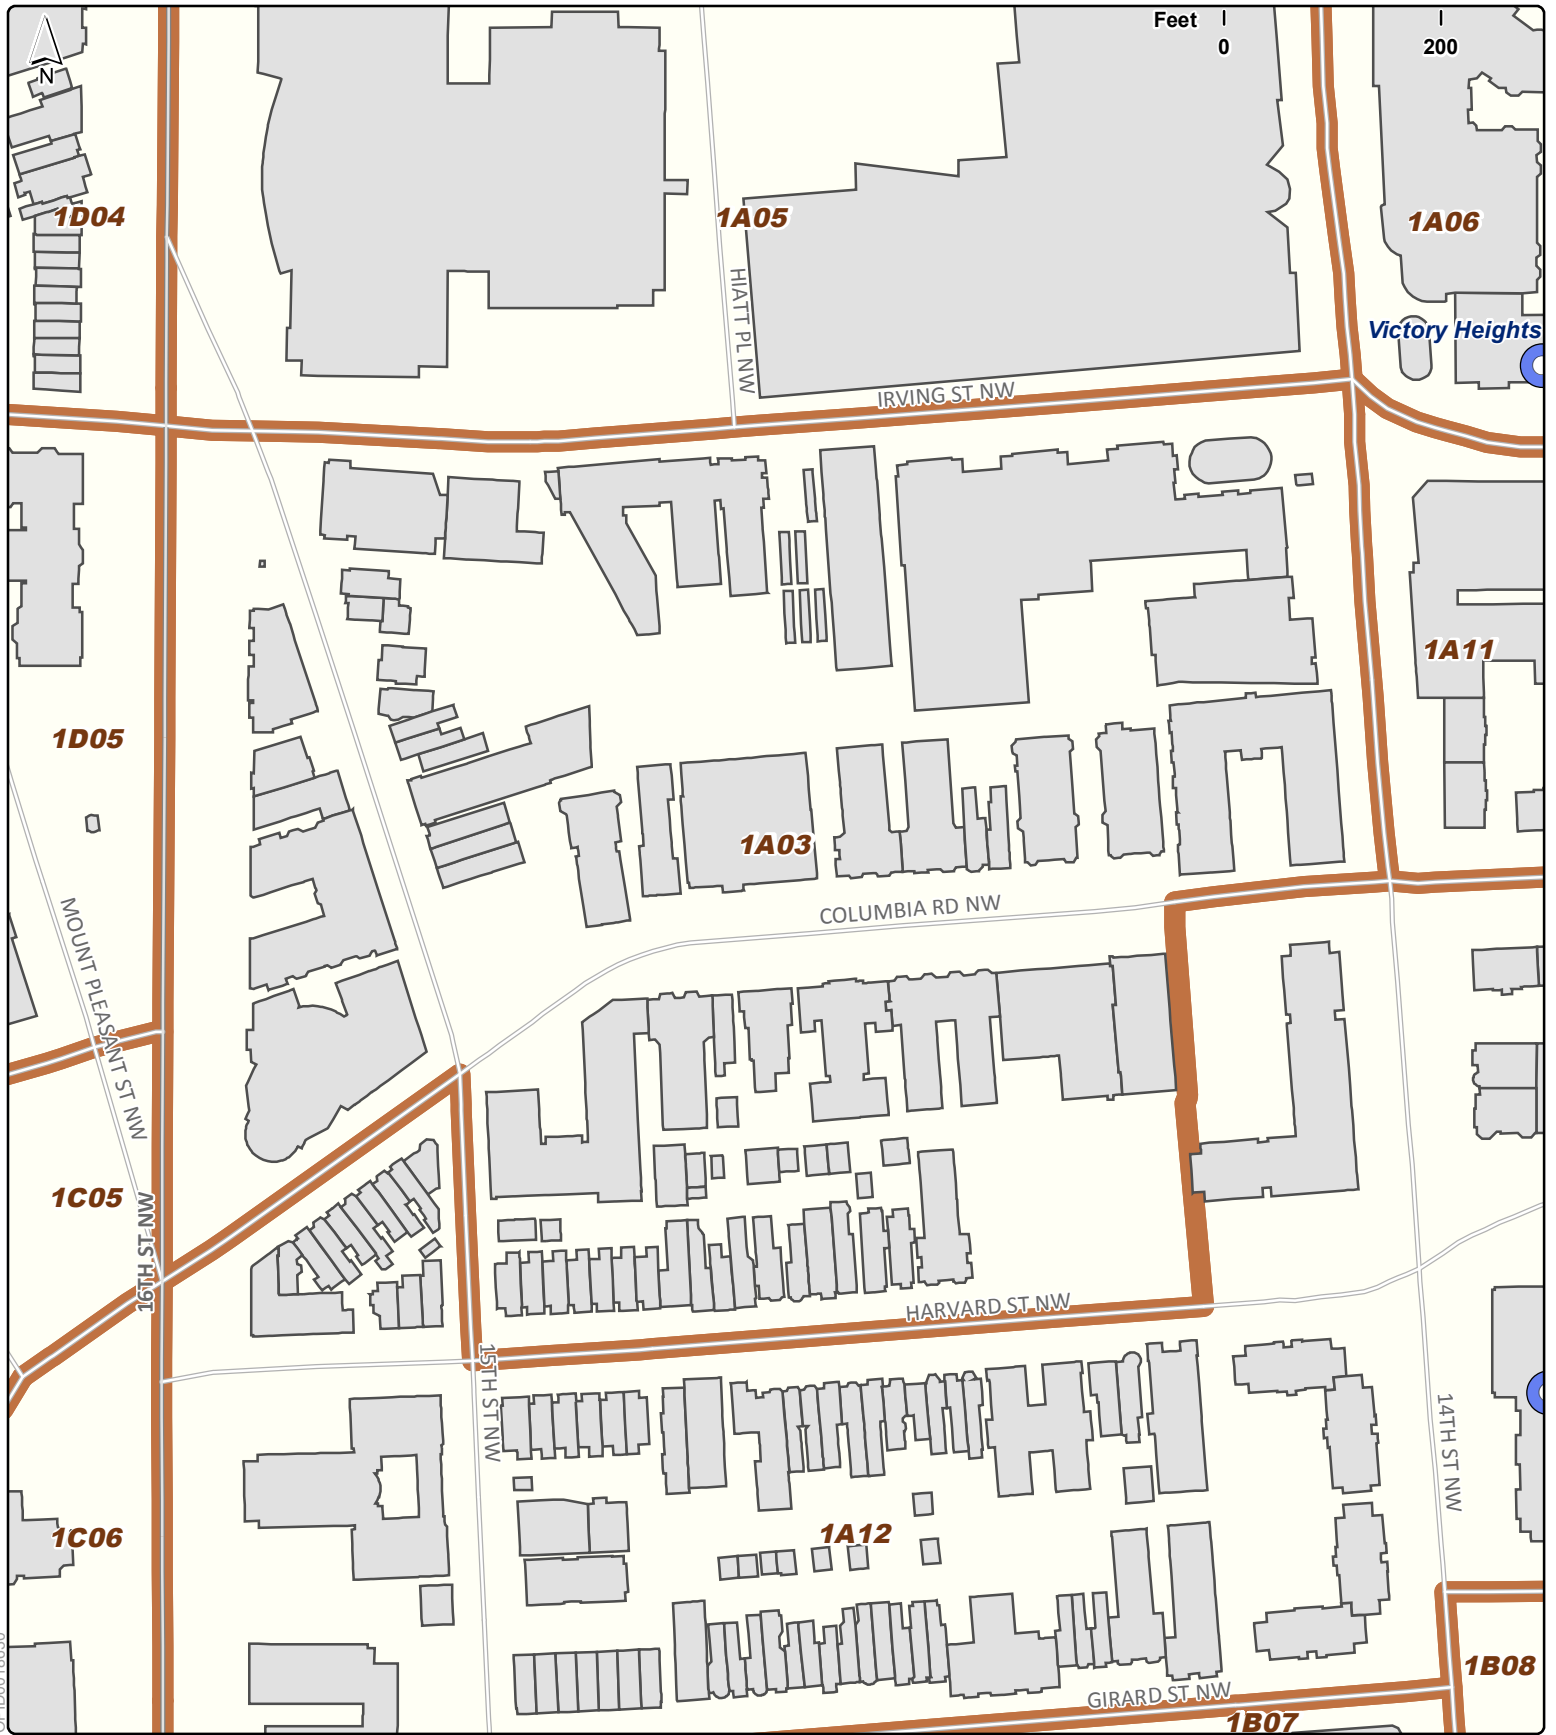 Feet
0 200
N
1D04
1A05
1A06
HIATT PL NW
Victory Heights
IRVING ST NW
1A11
1D05
1A03
COLUMBIA RD NW
MOUNT PLEASANT ST NW
1C05
16TH ST NW
HARVARD ST NW
15TH ST NW
14TH ST NW
1A12
1C06
1B08
GIRARD ST NW
1B07